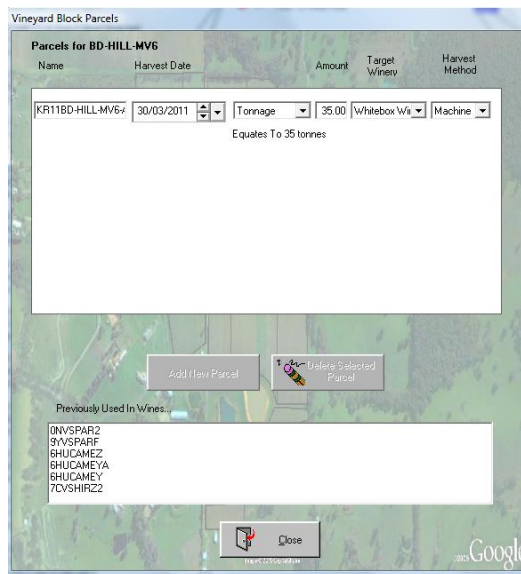 Vineyard Block Parcels
Parcels for BD-HILL-MV6
Name Harvest Date Amount Target Winery Harvest Method
KR11BD-HILL-MV6-A 30/03/2011 Tonnage 35.00 Whitebox Wi Machine
Equates To 35 tonnes
Add New Parcel Delete Selected Parcel
Previously Used In Wines...
0NVSPAR2
9YVSPARF
6HUCAMEZ
6HUCAMEYA
6HUCAMEY
7CVSHIRZ2
Close
Google